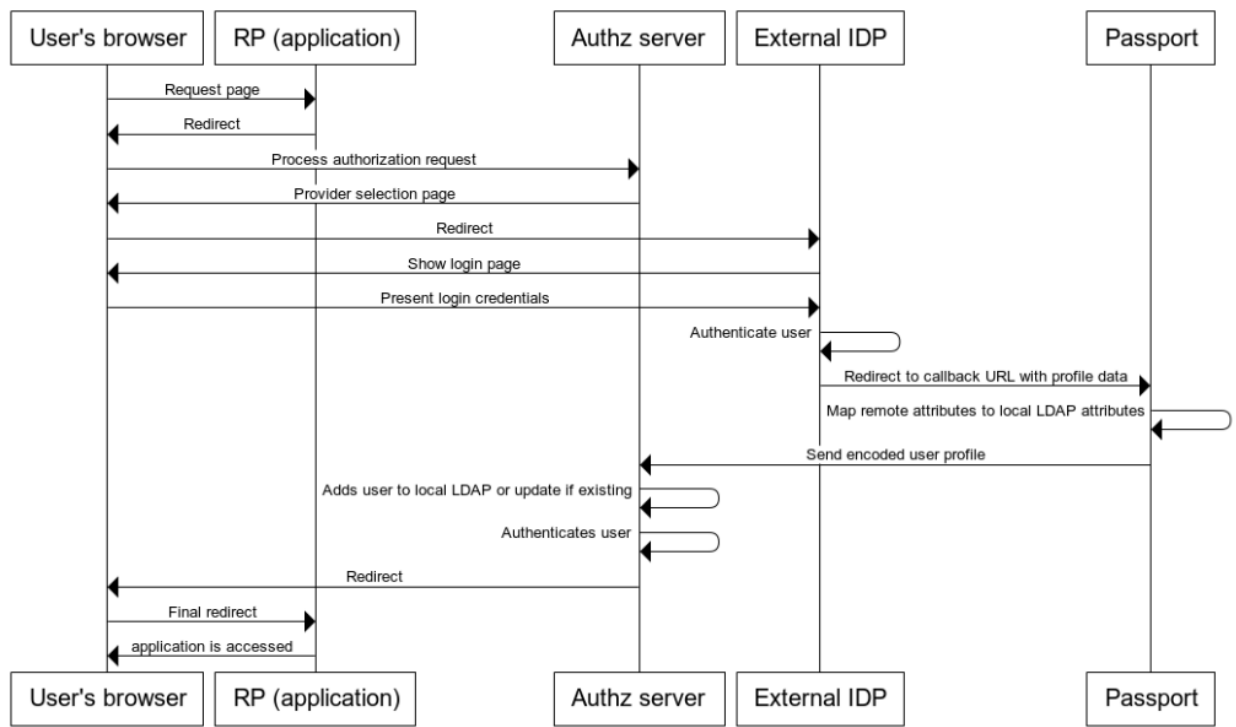 User's browser
RP (application)
Authz server
External IDP
Passport
Request page
Redirect
Process authorization request
Provider selection page
Redirect
Show login page
Present login credentials
Authenticate user
Redirect to callback URL with profile data
Map remote attributes to local LDAP attributes
Send encoded user profile
Adds user to local LDAP or update if existing
Authenticates user
Redirect
Final redirect
application is accessed
User's browser
RP (application)
Authz server
External IDP
Passport